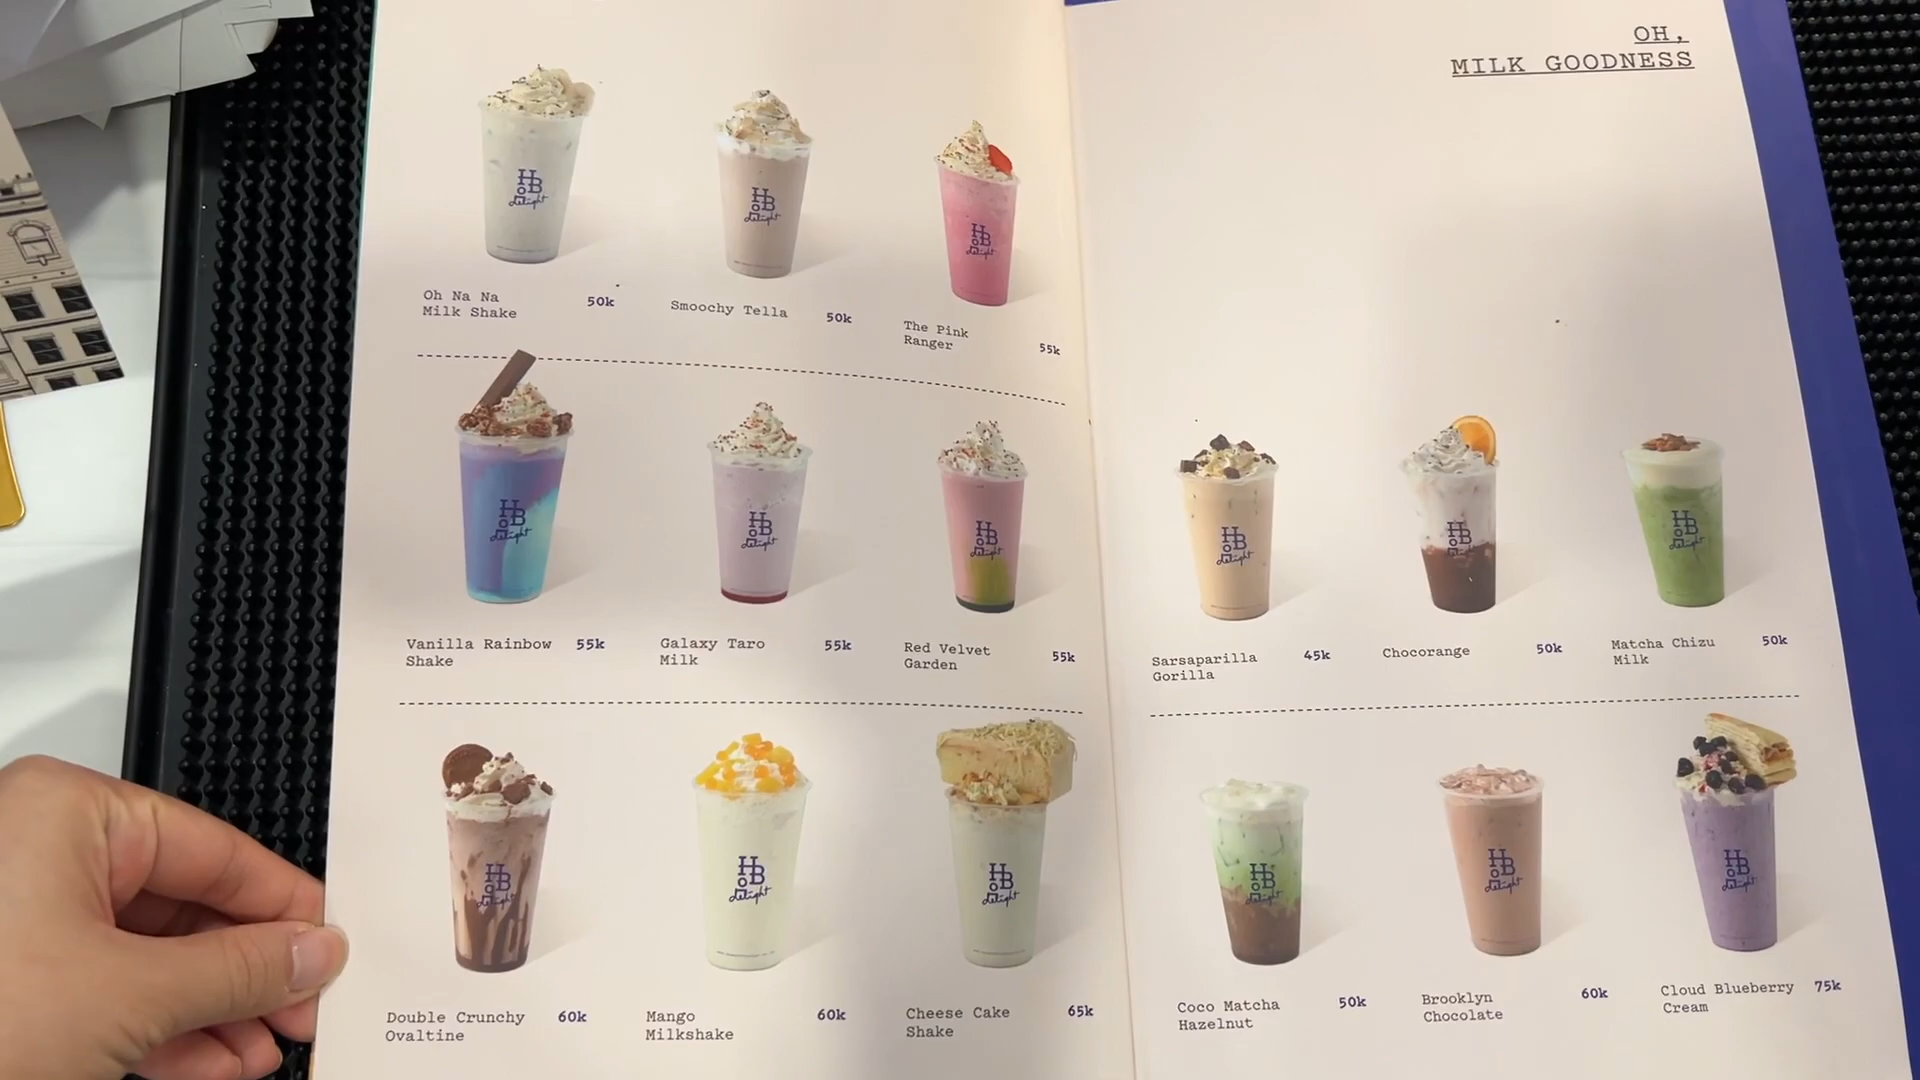 OH,
MILK GOODNESS
Oh Na Na
Milk Shake
50k
Smoochy Tella
50k
The Pink
Ranger
55k
Vanilla Rainbow
Shake
55k
Galaxy Taro
Milk
55k
Red Velvet
Garden
55k
Double Crunchy
Ovaltine
60k
Mango
Milkshake
60k
Cheese Cake
Shake
65k
Sarsaparilla
Gorilla
45k
Chocorange
50k
Matcha Chizu
Milk
50k
Coco Matcha
Hazelnut
50k
Brooklyn
Chocolate
60k
Cloud Blueberry
Cream
75k